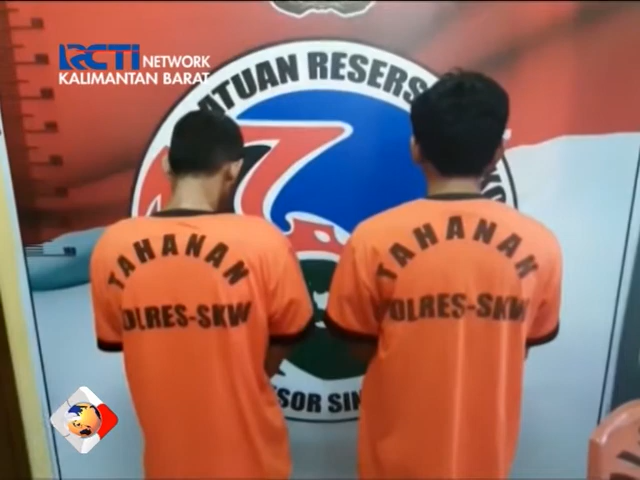 RCTI NETWORK
KALIMANTAN BARAT
ATUAN RESERS
TAHANAN
OLRES-SKW
TAHANAN
OLRES-SKW
SOR SIN